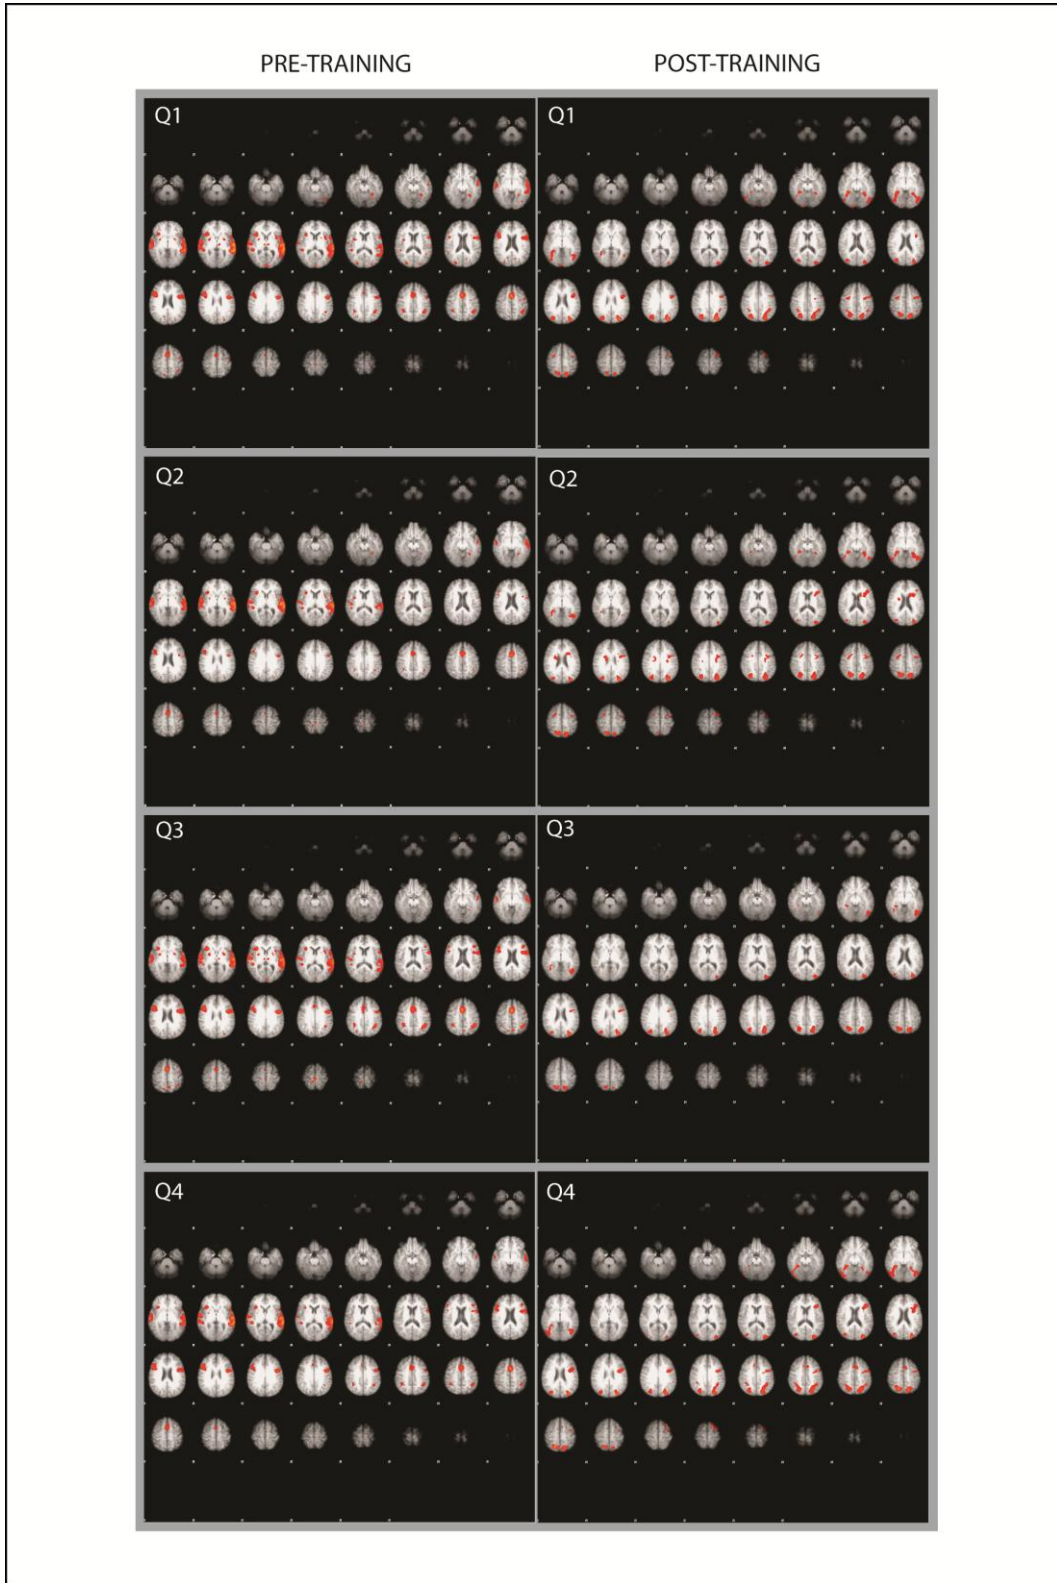 PRE-TRAINING POST-TRAINING
Q1 Q1
Q2 Q2
Q3 Q3
Q4 Q4